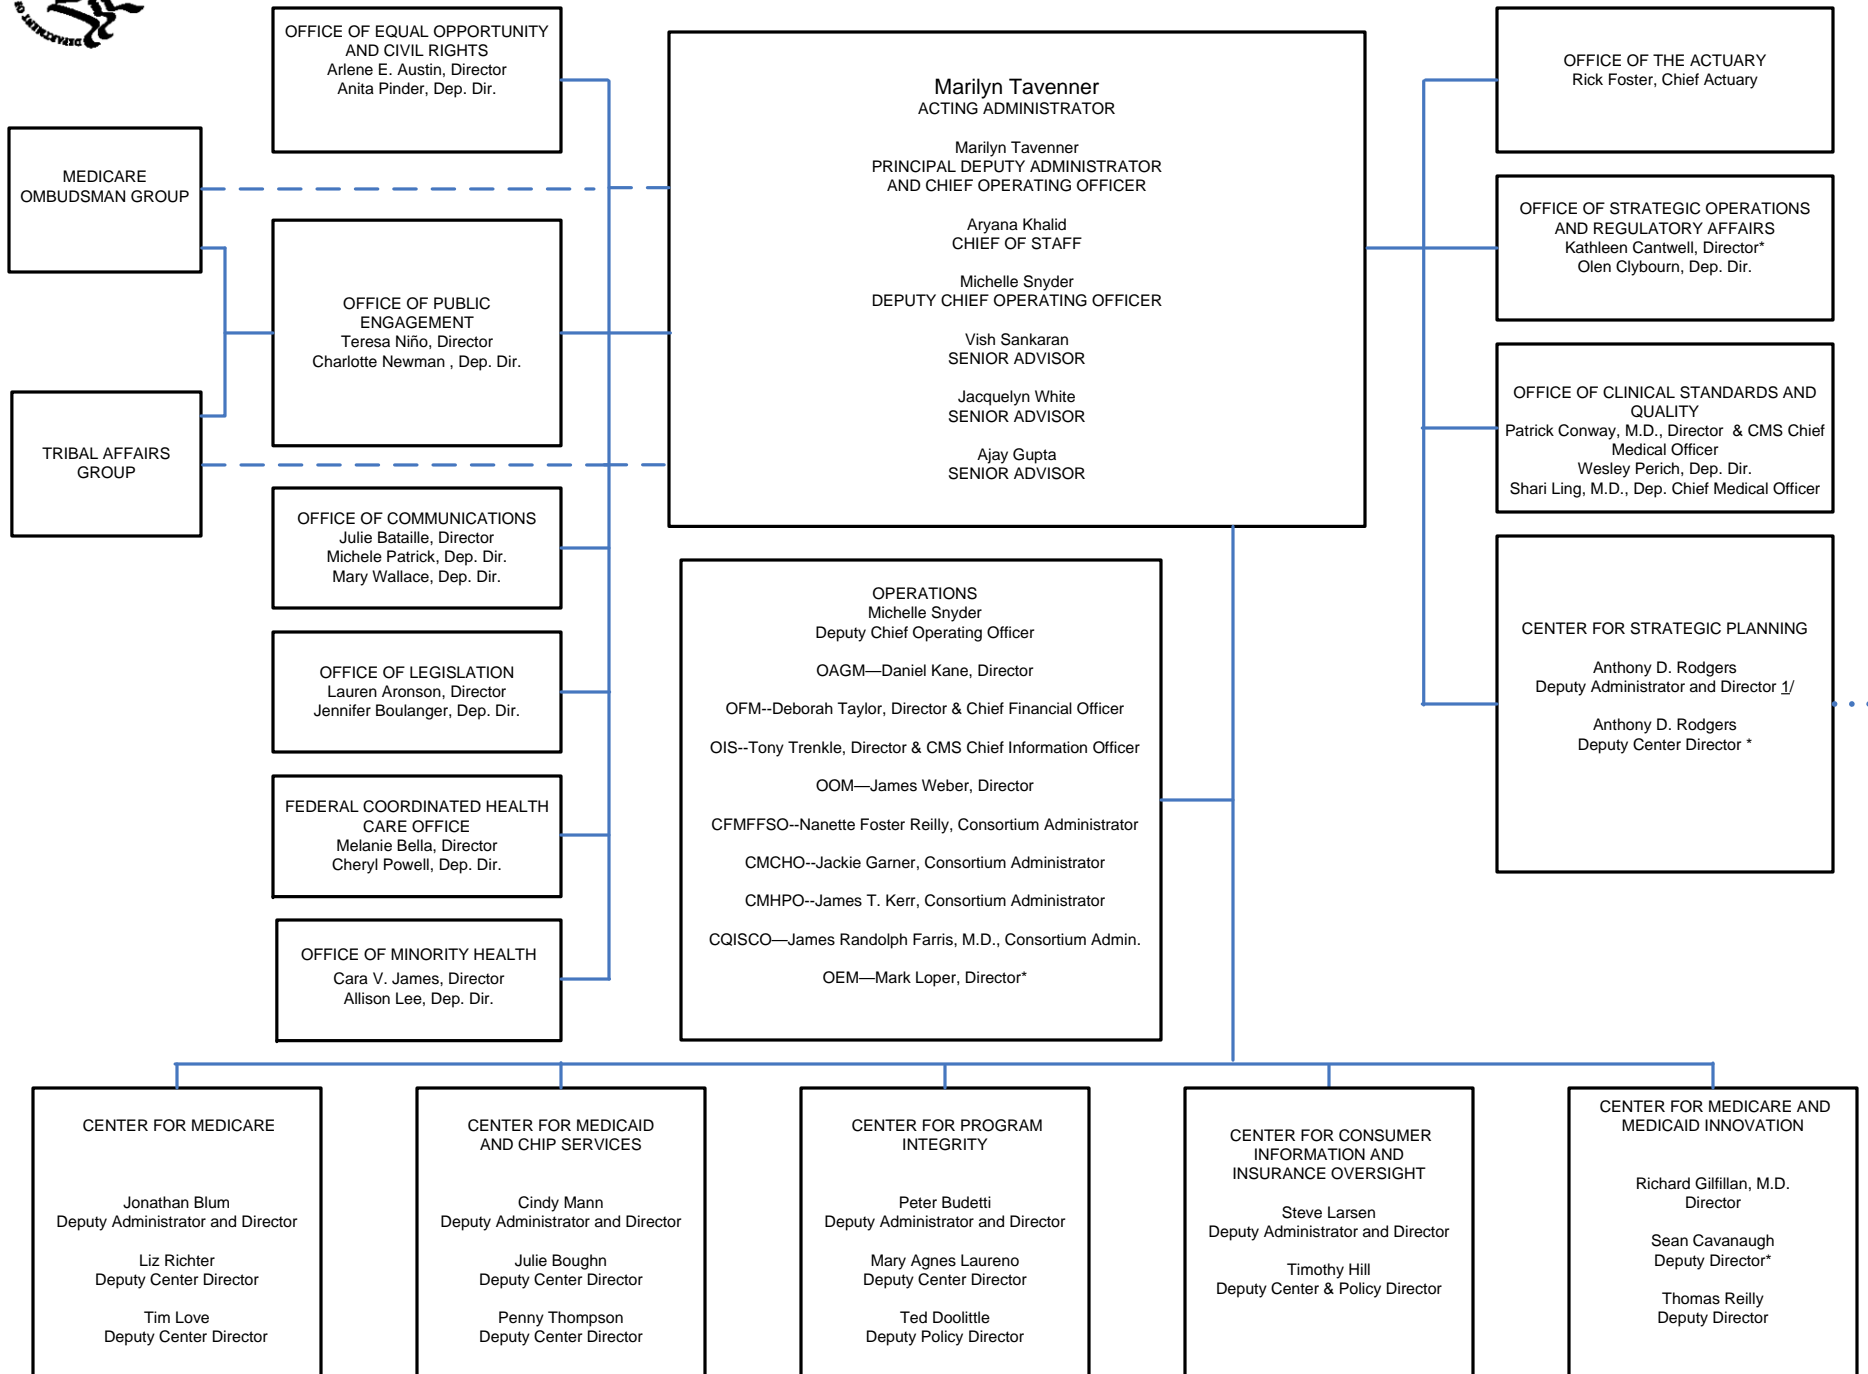 DEPARTMENT OF
OFFICE OF EQUAL OPPORTUNITY
AND CIVIL RIGHTS
Arlene E. Austin, Director
Anita Pinder, Dep. Dir.
MEDICARE
OMBUDSMAN GROUP
OFFICE OF PUBLIC
ENGAGEMENT
Teresa Niño, Director
Charlotte Newman , Dep. Dir.
TRIBAL AFFAIRS
GROUP
OFFICE OF COMMUNICATIONS
Julie Bataille, Director
Michele Patrick, Dep. Dir.
Mary Wallace, Dep. Dir.
OFFICE OF LEGISLATION
Lauren Aronson, Director
Jennifer Boulanger, Dep. Dir.
FEDERAL COORDINATED HEALTH
CARE OFFICE
Melanie Bella, Director
Cheryl Powell, Dep. Dir.
OFFICE OF MINORITY HEALTH
Cara V. James, Director
Allison Lee, Dep. Dir.
Marilyn Tavenner
ACTING ADMINISTRATOR
Marilyn Tavenner
PRINCIPAL DEPUTY ADMINISTRATOR
AND CHIEF OPERATING OFFICER
Aryana Khalid
CHIEF OF STAFF
Michelle Snyder
DEPUTY CHIEF OPERATING OFFICER
Vish Sankaran
SENIOR ADVISOR
Jacquelyn White
SENIOR ADVISOR
Ajay Gupta
SENIOR ADVISOR
OPERATIONS
Michelle Snyder
Deputy Chief Operating Officer
OAGM—Daniel Kane, Director
OFM--Deborah Taylor, Director & Chief Financial Officer
OIS--Tony Trenkle, Director & CMS Chief Information Officer
OOM—James Weber, Director
CFMFFSO--Nanette Foster Reilly, Consortium Administrator
CMCHO--Jackie Garner, Consortium Administrator
CMHPO--James T. Kerr, Consortium Administrator
CQISCO—James Randolph Farris, M.D., Consortium Admin.
OEM—Mark Loper, Director*
OFFICE OF THE ACTUARY
Rick Foster, Chief Actuary
OFFICE OF STRATEGIC OPERATIONS
AND REGULATORY AFFAIRS
Kathleen Cantwell, Director*
Olen Clybourn, Dep. Dir.
OFFICE OF CLINICAL STANDARDS AND
QUALITY
Patrick Conway, M.D., Director & CMS Chief
Medical Officer
Wesley Perich, Dep. Dir.
Shari Ling, M.D., Dep. Chief Medical Officer
CENTER FOR STRATEGIC PLANNING
Anthony D. Rodgers
Deputy Administrator and Director 1/
Anthony D. Rodgers
Deputy Center Director *
CENTER FOR MEDICARE
Jonathan Blum
Deputy Administrator and Director
Liz Richter
Deputy Center Director
Tim Love
Deputy Center Director
CENTER FOR MEDICAID
AND CHIP SERVICES
Cindy Mann
Deputy Administrator and Director
Julie Boughn
Deputy Center Director
Penny Thompson
Deputy Center Director
CENTER FOR PROGRAM
INTEGRITY
Peter Budetti
Deputy Administrator and Director
Mary Agnes Laureno
Deputy Center Director
Ted Doolittle
Deputy Policy Director
CENTER FOR CONSUMER
INFORMATION AND
INSURANCE OVERSIGHT
Steve Larsen
Deputy Administrator and Director
Timothy Hill
Deputy Center & Policy Director
CENTER FOR MEDICARE AND
MEDICAID INNOVATION
Richard Gilfillan, M.D.
Director
Sean Cavanaugh
Deputy Director*
Thomas Reilly
Deputy Director